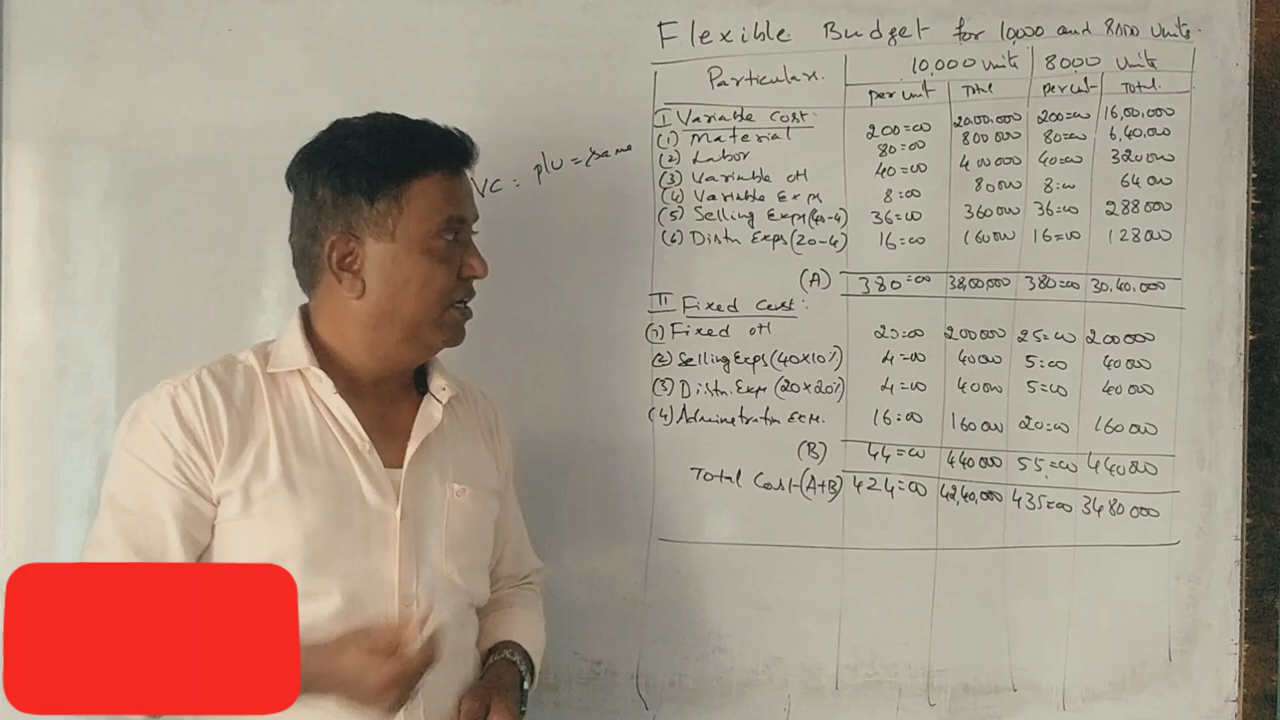 Flexible Budget for 10,000 and 8000 units.
Particulars. 10,000 units 8000 units
per unit Total per unit Total.
I Variable Cost:
(1) Material 200=00 20,00,000 200=00 16,00,000
(2) Labor 80=00 800000 80=00 6,40,000
(3) Variable OH 40=00 400000 40=00 320000
(4) Variable Exps 8=00 80000 8=00 64000
(5) Selling Exps (40-4) 36=00 360000 36=00 288000
(6) Distn Exps (20-4) 16=00 160000 16=00 128000
(A) 380=00 38,00,000 380=00 30,40,000
II Fixed Cost:
(1) Fixed OH 20=00 200000 25=00 200000
(2) Selling Exps (40x10%) 4=00 40000 5=00 40000
(3) Distn. Exps (20x20%) 4=00 40000 5=00 40000
(4) Administration Exps. 16=00 160000 20=00 160000
(B) 44=00 440000 55=00 440000
Total Cost-(A+B) 424=00 42,40,000 435=00 3480000
VC : p/u = same